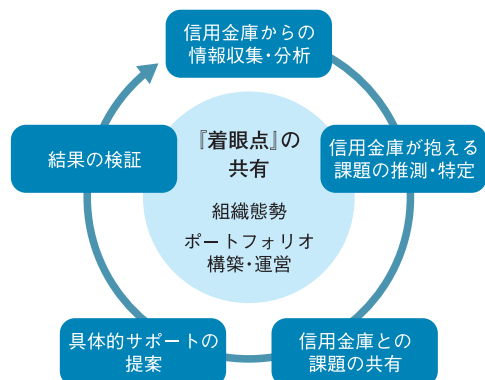 信用金庫からの
情報収集・分析
信用金庫が抱える
課題の推測・特定
信用金庫との
課題の共有
具体的サポートの
提案
結果の検証
『着眼点』の
共有
組織態勢
ポートフォリオ
構築・運営